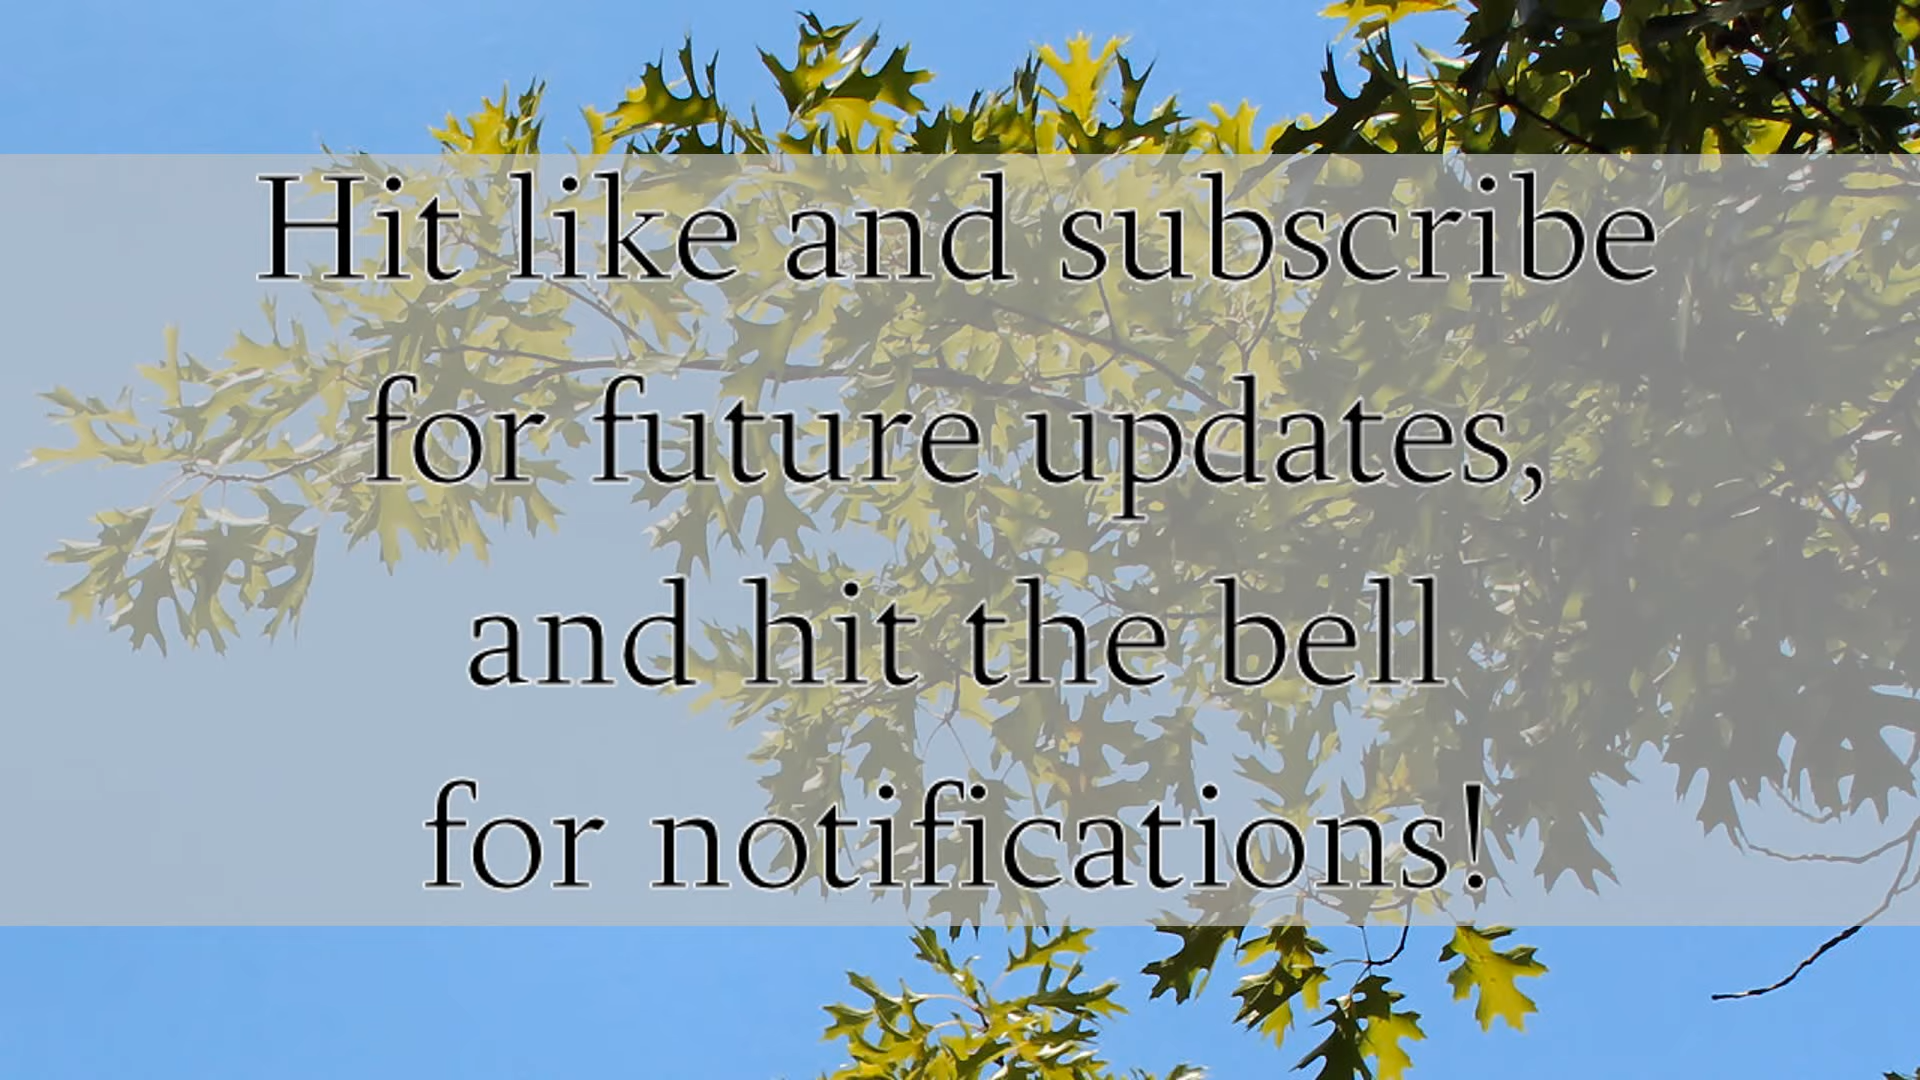 Hit like and subscribe
for future updates,
and hit the bell
for notifications!